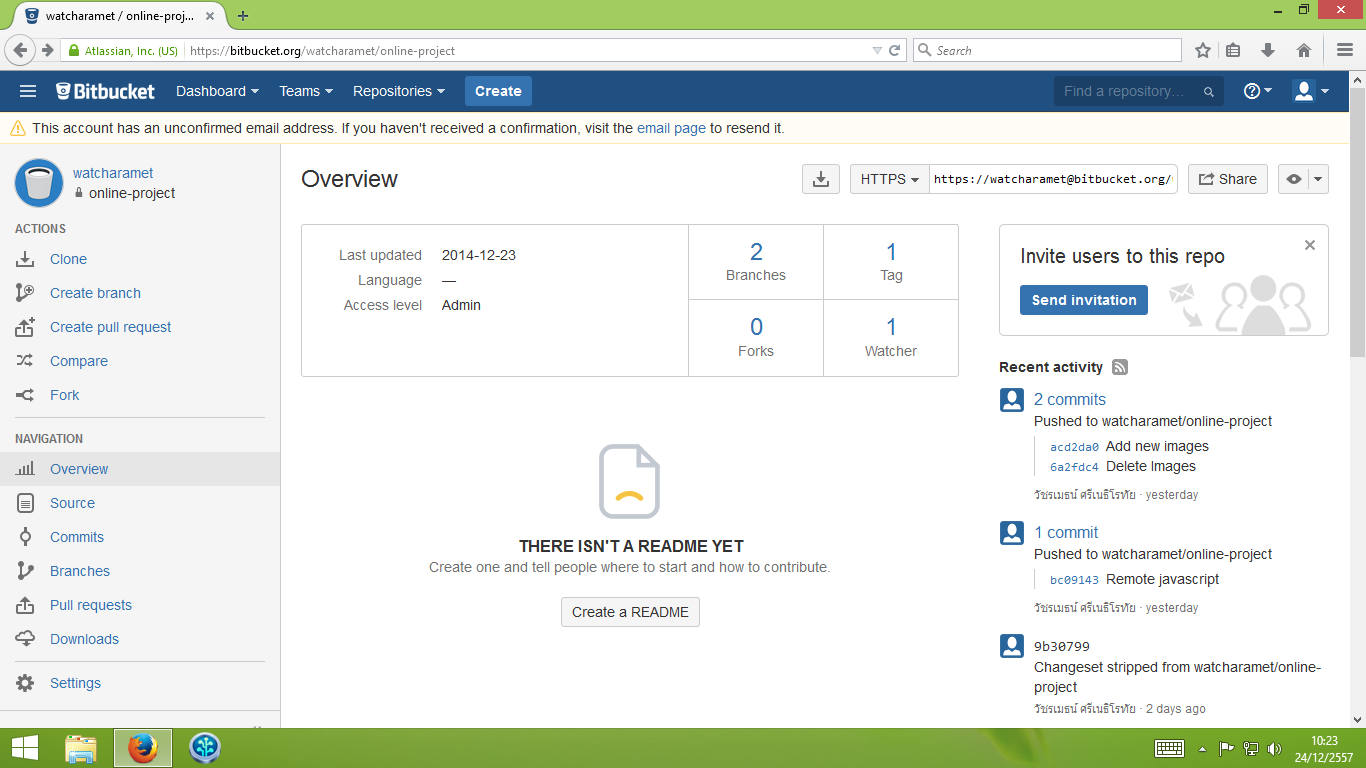 watcharamet / online-proj...
Atlassian, Inc. (US)
https://bitbucket.org/watcharamet/online-project
Search
Bitbucket
Dashboard
Teams
Repositories
Create
Find a repository...
This account has an unconfirmed email address. If you haven't received a confirmation, visit the email page to resend it.
watcharamet
online-project
ACTIONS
Clone
Create branch
Create pull request
Compare
Fork
NAVIGATION
Overview
Source
Commits
Branches
Pull requests
Downloads
Settings
Overview
HTTPS
https://watcharamet@bitbucket.org/
Share
Last updated 2014-12-23
Language —
Access level Admin
2
Branches
1
Tag
0
Forks
1
Watcher
THERE ISN'T A README YET
Create one and tell people where to start and how to contribute.
Create a README
Invite users to this repo
Send invitation
Recent activity
2 commits
Pushed to watcharamet/online-project
acd2da0 Add new images
6a2fdc4 Delete Images
วัชรเมธน์ ศรีเนธิโรทัย · yesterday
1 commit
Pushed to watcharamet/online-project
bc09143 Remote javascript
วัชรเมธน์ ศรีเนธิโรทัย · yesterday
9b30799
Changeset stripped from watcharamet/online-
project
วัชรเมธน์ ศรีเนธิโรทัย · 2 days ago
10:23
24/12/2557